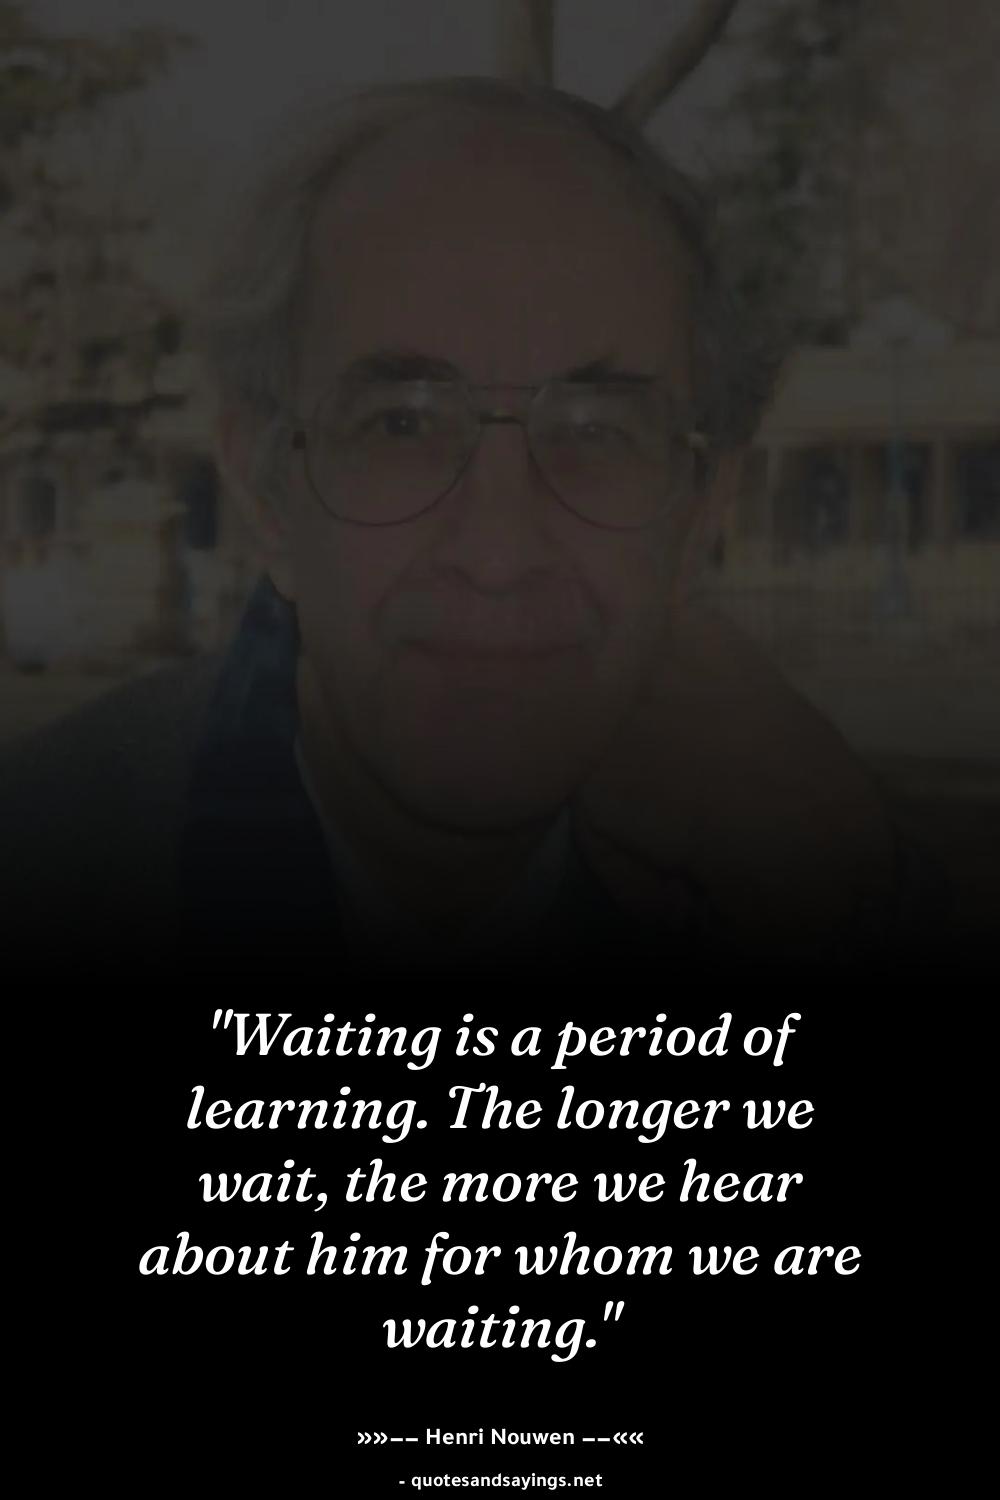 "Waiting is a period of
learning. The longer we
wait, the more we hear
about him for whom we are
waiting."
»»−− Henri Nouwen −−««
- quotesandsayings.net